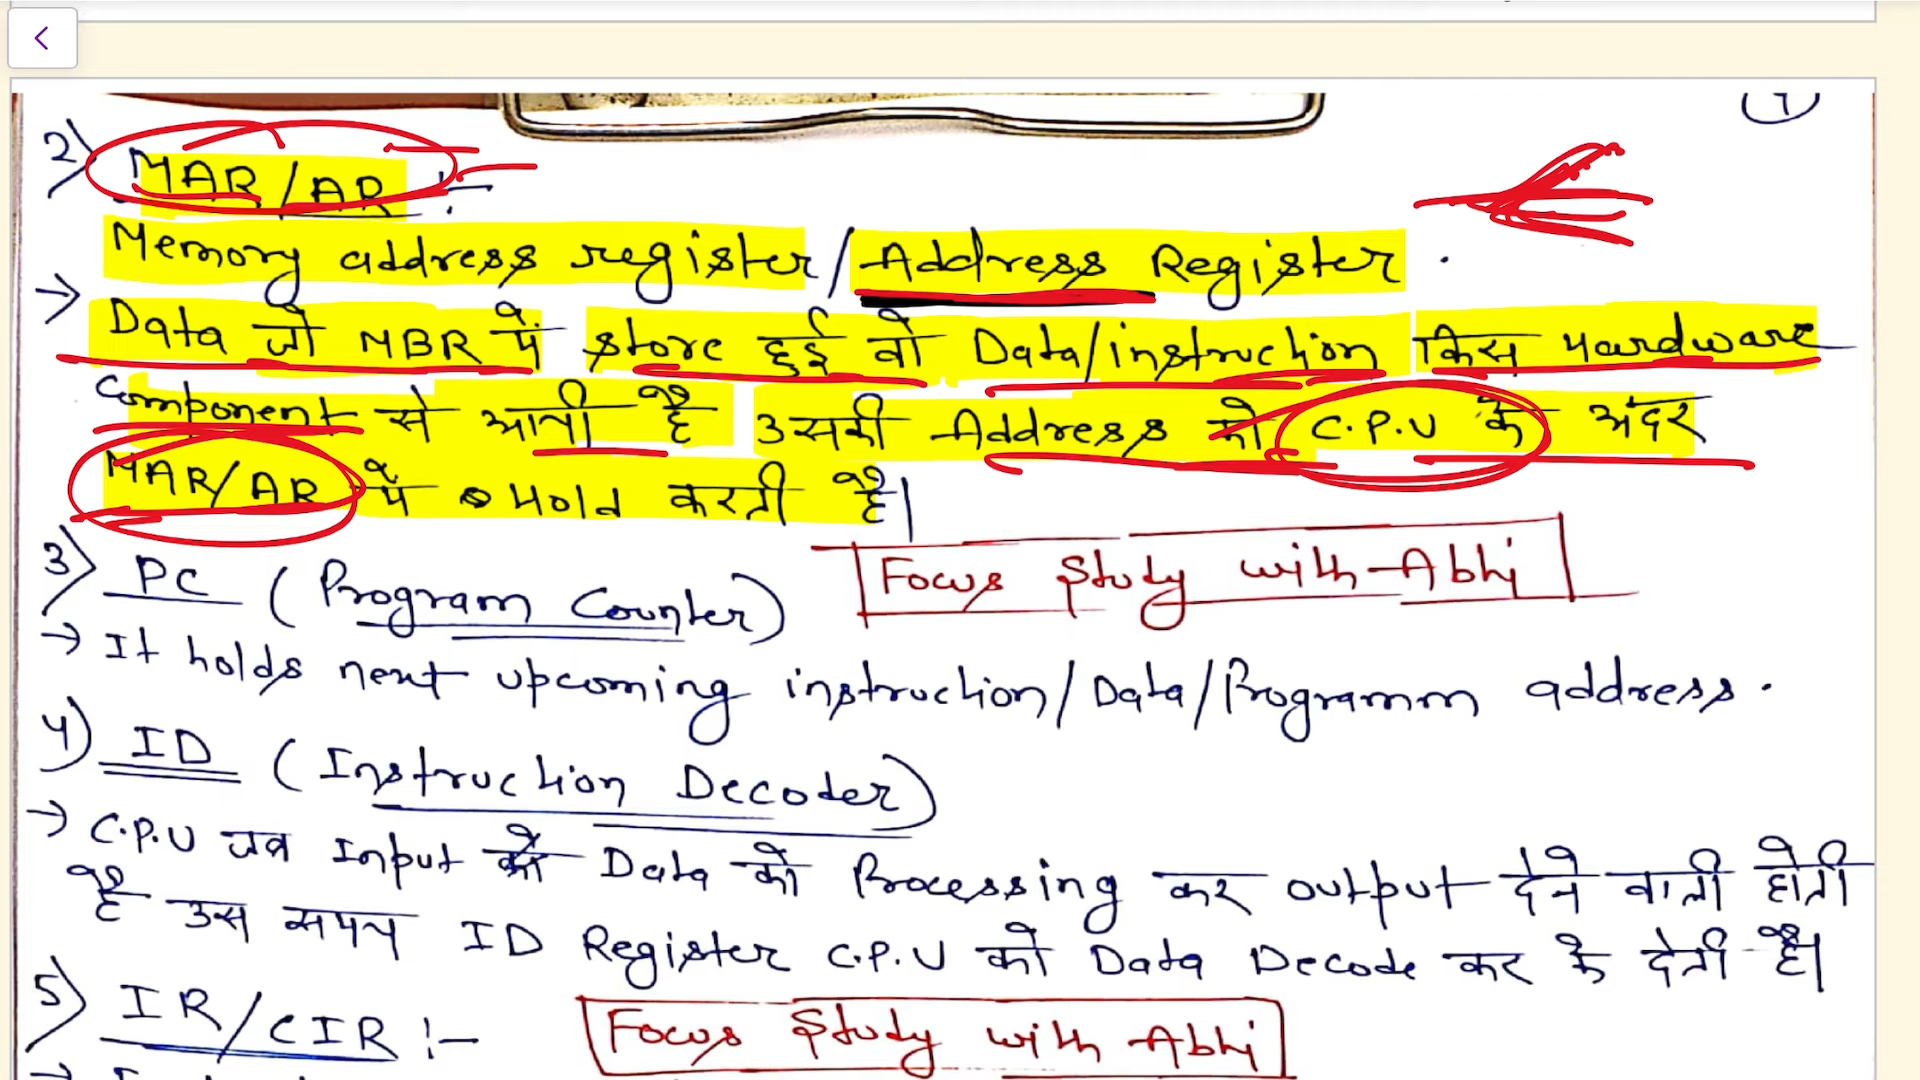 2) MAR/AR :-
Memory address register/Address Register.
→ Data जो MBR में store हुई वो Data/instruction किस Hardware
Component से आती है उसकी Address को C.P.U के अंदर
MAR/AR में Hold करती है।
3) PC (Program Counter)
Focus Study with Abhi
→ It holds next upcoming instruction/Data/Programm address.
4) ID (Instruction Decoder)
→ C.P.U जब Input को Data को Processing कर output देने वाली होती
है उस समय ID Register C.P.U को Data Decode कर के देती है।
5) IR/CIR :-
Focus Study with Abhi